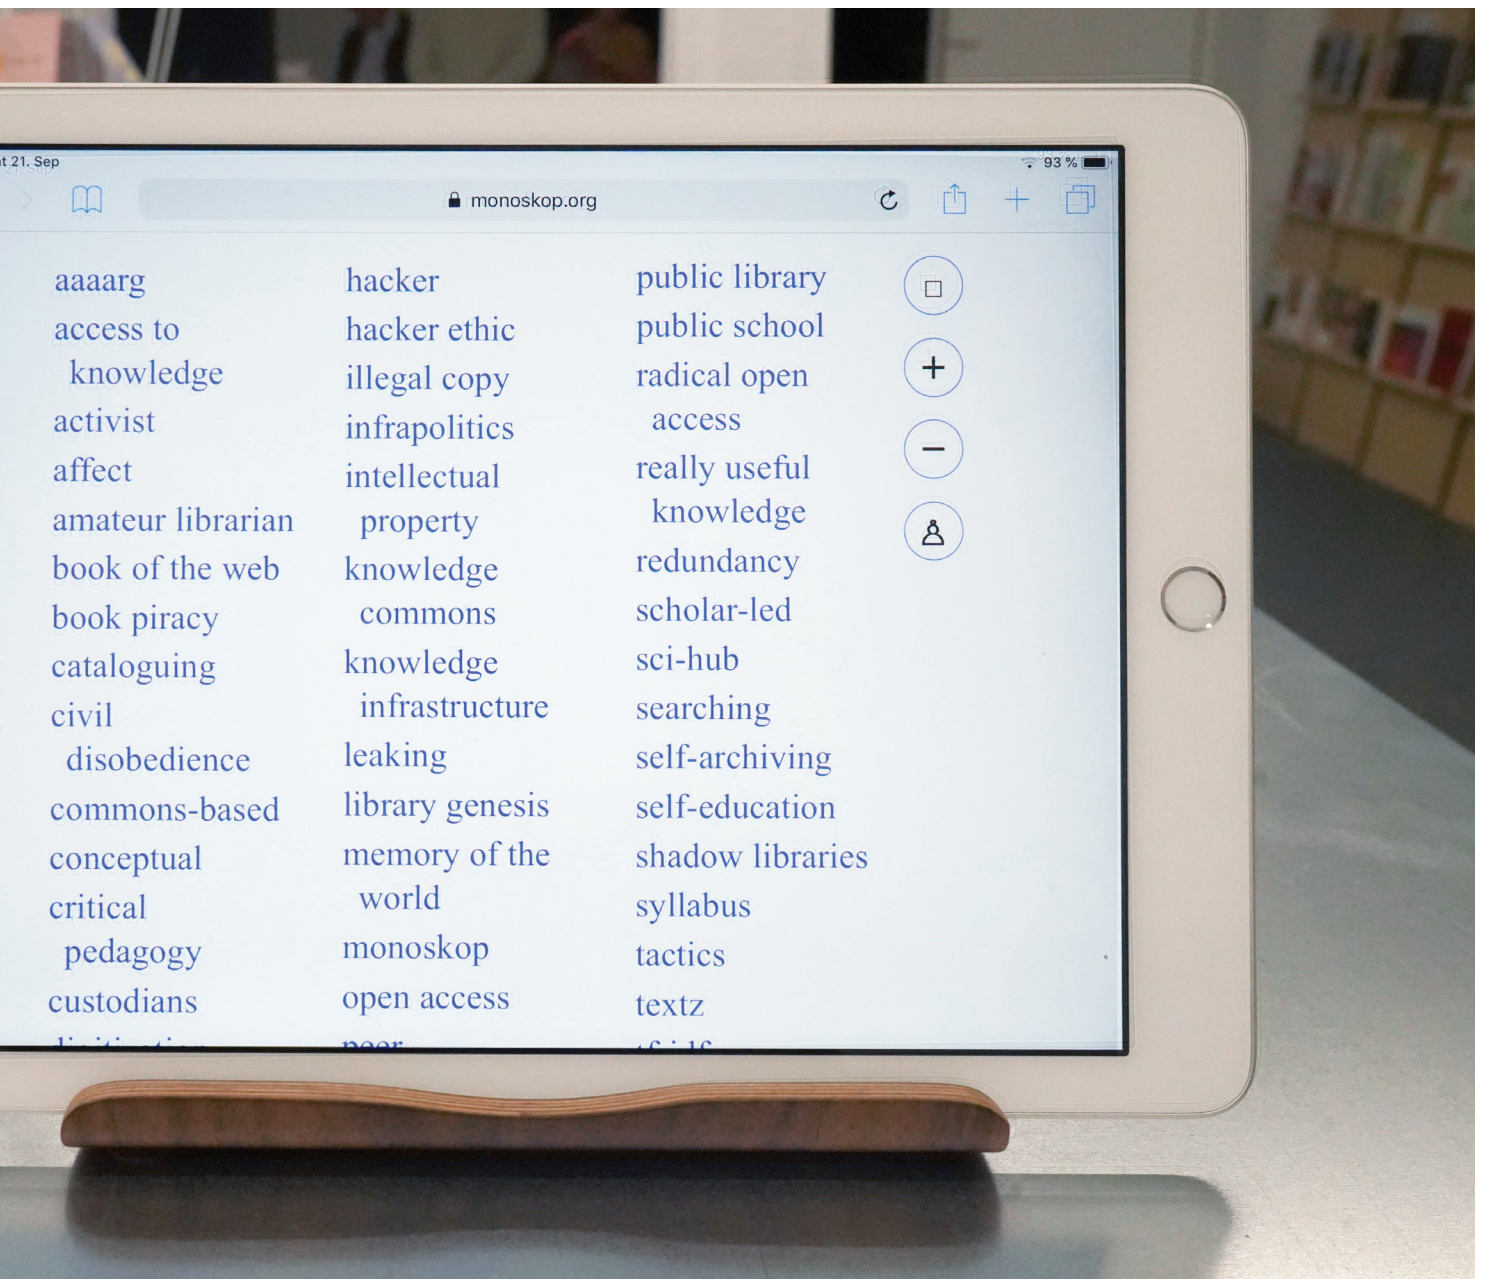 t 21. Sep
93 %
monoskop.org
aaaarg
access to
knowledge
activist
affect
amateur librarian
book of the web
book piracy
cataloguing
civil
disobedience
commons-based
conceptual
critical
pedagogy
custodians
hacker
hacker ethic
illegal copy
infrapolitics
intellectual
property
knowledge
commons
knowledge
infrastructure
leaking
library genesis
memory of the
world
monoskop
open access
peer
public library
public school
radical open
access
really useful
knowledge
redundancy
scholar-led
sci-hub
searching
self-archiving
self-education
shadow libraries
syllabus
tactics
textz